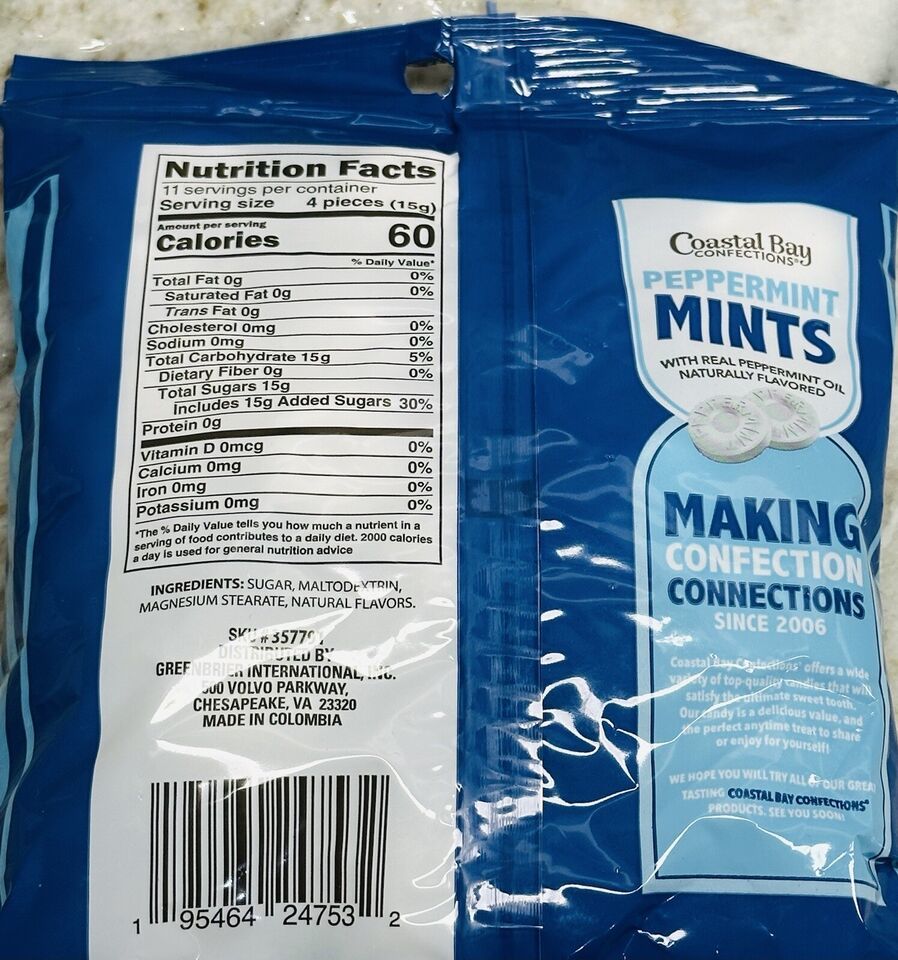 Nutrition Facts
11 servings per container
Serving size 4 pieces (15g)
Amount per serving
Calories 60
% Daily Value*
Total Fat 0g 0%
Saturated Fat 0g 0%
Trans Fat 0g
Cholesterol 0mg 0%
Sodium 0mg 0%
Total Carbohydrate 15g 5%
Dietary Fiber 0g 0%
Total Sugars 15g
Includes 15g Added Sugars 30%
Protein 0g
Vitamin D 0mcg 0%
Calcium 0mg 0%
Iron 0mg 0%
Potassium 0mg 0%
*The % Daily Value tells you how much a nutrient in a
serving of food contributes to a daily diet. 2000 calories
a day is used for general nutrition advice
INGREDIENTS: SUGAR, MALTODEXTRIN,
MAGNESIUM STEARATE, NATURAL FLAVORS.
SKU #
DISTRIBUTED BY
GREENBRIER INTERNATIONAL, INC.
500 VOLVO PARKWAY,
CHESAPEAKE, VA 23320
MADE IN COLOMBIA
1 95464 24753 2
Coastal Bay
CONFECTIONS®
PEPPERMINT
MINTS
WITH REAL PEPPERMINT OIL
NATURALLY FLAVORED
MAKING
CONFECTION
CONNECTIONS
SINCE 2006
Coastal Bay Confections® offers a wide
variety of top-quality candies that will
satisfy the ultimate sweet tooth.
Our candy is a delicious value, and
the perfect anytime treat to share
or enjoy for yourself!
WE HOPE YOU WILL TRY ALL OF OUR GREAT
TASTING COASTAL BAY CONFECTIONS®
PRODUCTS. SEE YOU SOON!